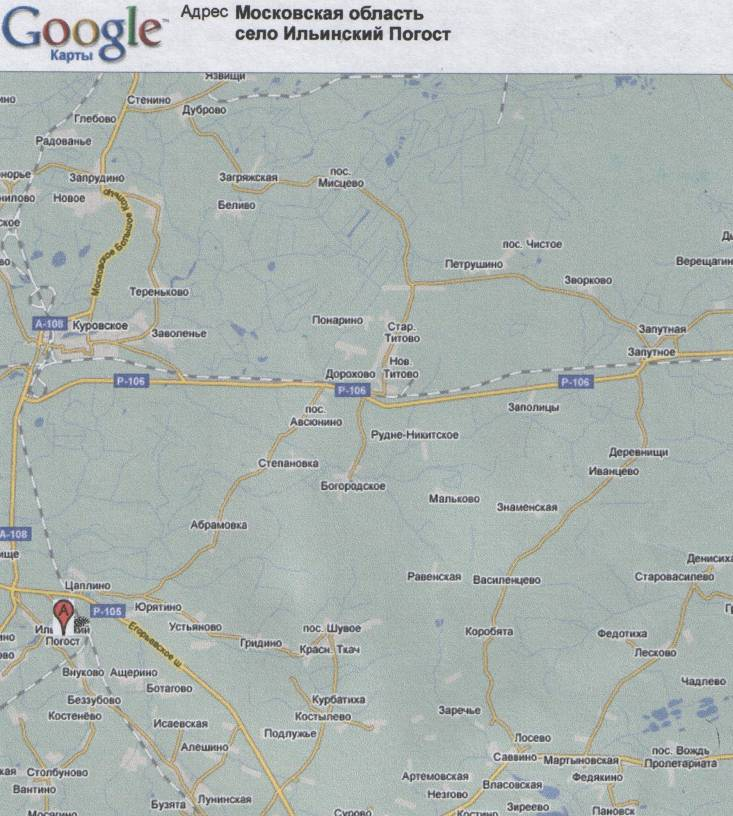 Google
Карты
Адрес Московская область
село Ильинский Погост
Язвищи
Стенино
Дуброво
Глебово
Радованье
Запрудино
Новое
Загряжская
пос.
Мисцево
Беливо
Московское Большое Кольцо
пос. Чистое
Петрушино
Зворково
Тереньково
А-108
Куровское
Заволенье
Понарино
Стар.
Титово
Запутная
Запутное
Нов.
Титово
Дорохово
Р-106
Р-106
Р-106
Заполицы
пос.
Авсюнино
Рудне-Никитское
Степановка
Деревнищи
Иванцево
Богородское
Мальково
Знаменская
Абрамовка
А-108
Цаплино
Равенская
Василенцево
Старовасилево
А
Р-105
Юрятино
Погост
Устьяново
Егорьевское ш.
Гридино
пос. Шувое
Красн. Ткач
Коробята
Федотиха
Лесково
Внуково
Ащерино
Ботагово
Беззубово
Костенёво
Чадлево
Курбатиха
Костылево
Заречье
Исаевская
Подлужье
Алешино
Лосево
Саввино
Мартыновская
пос. Вождь
Пролетариата
Столбуново
Вантино
Артемовская
Федякино
Власовская
Незгово
Бузята
Лунинская
Зиреево